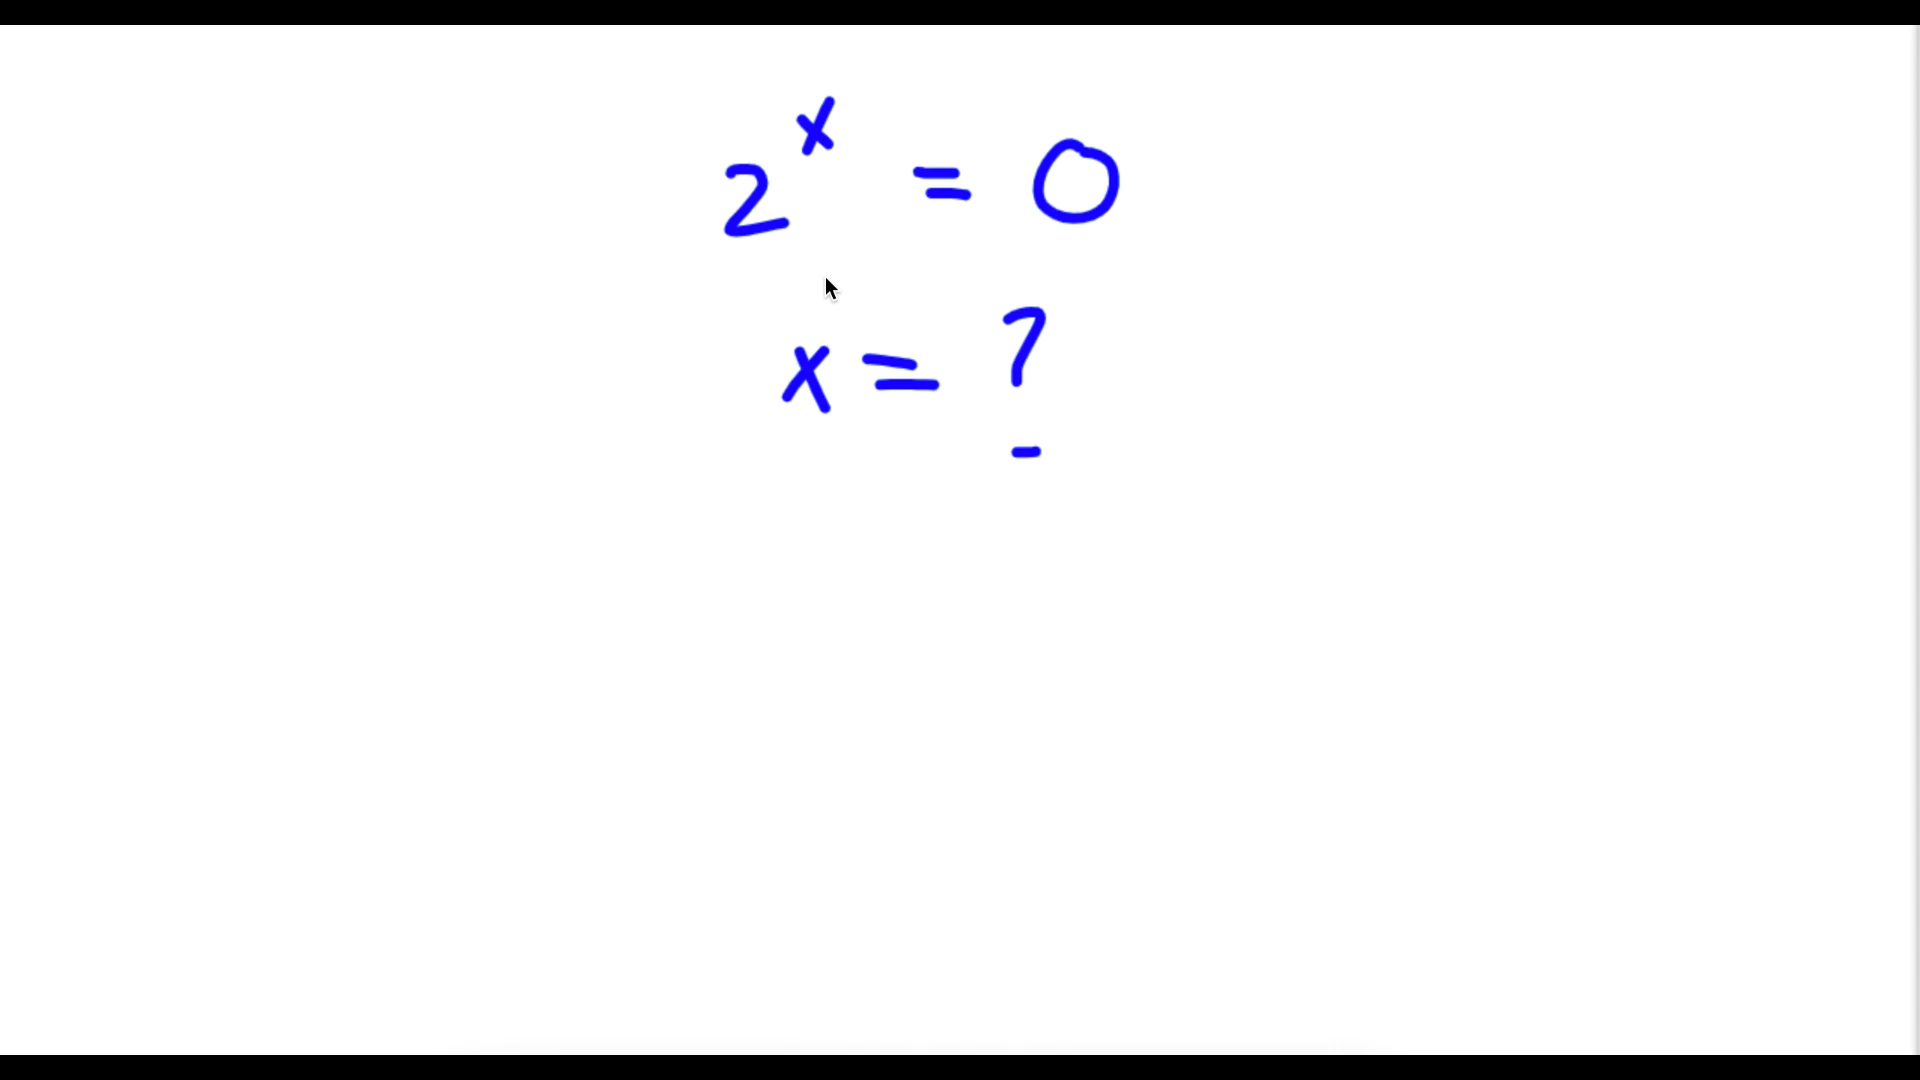 2^x = 0
x = ?